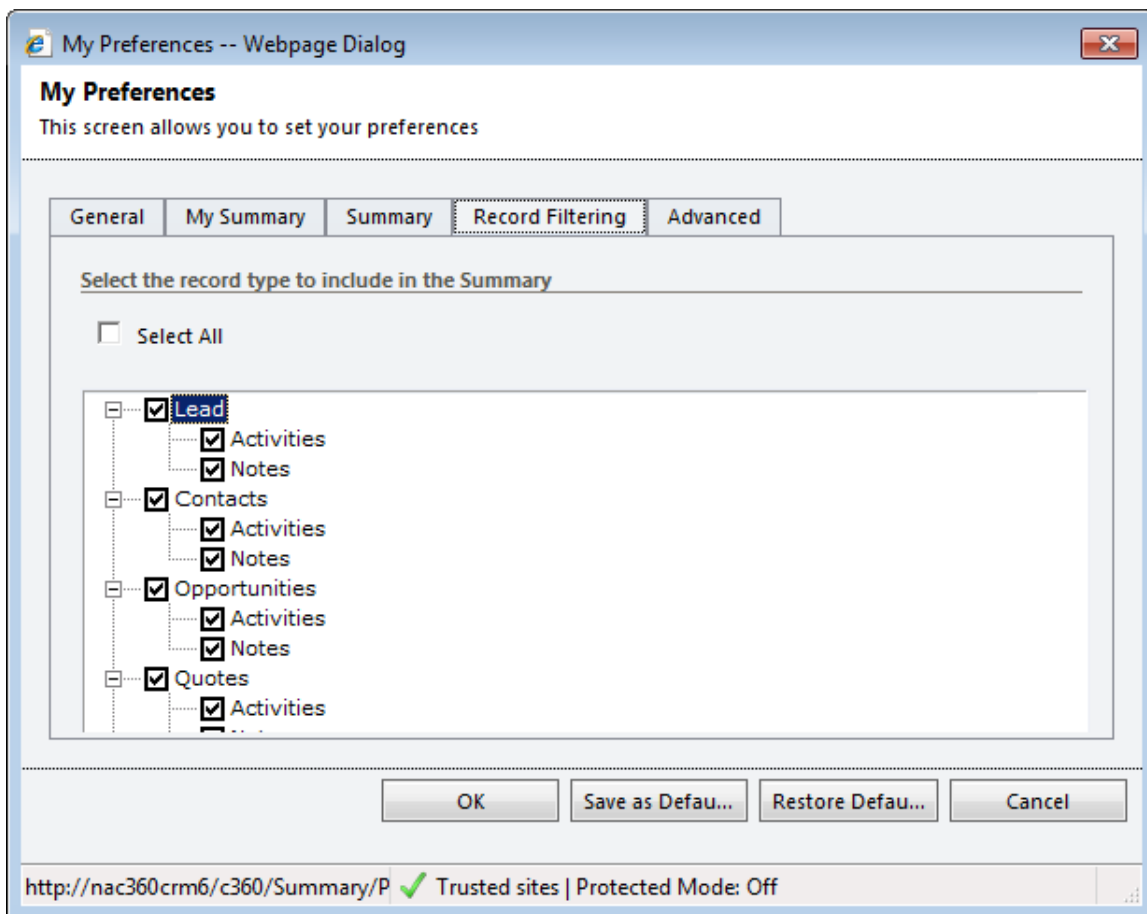 My Preferences -- Webpage Dialog
My Preferences
This screen allows you to set your preferences
General My Summary Summary Record Filtering Advanced
Select the record type to include in the Summary
Select All
Lead
Activities
Notes
Contacts
Activities
Notes
Opportunities
Activities
Notes
Quotes
Activities
OK Save as Defau... Restore Defau... Cancel
http://nac360crm6/c360/Summary/P Trusted sites | Protected Mode: Off